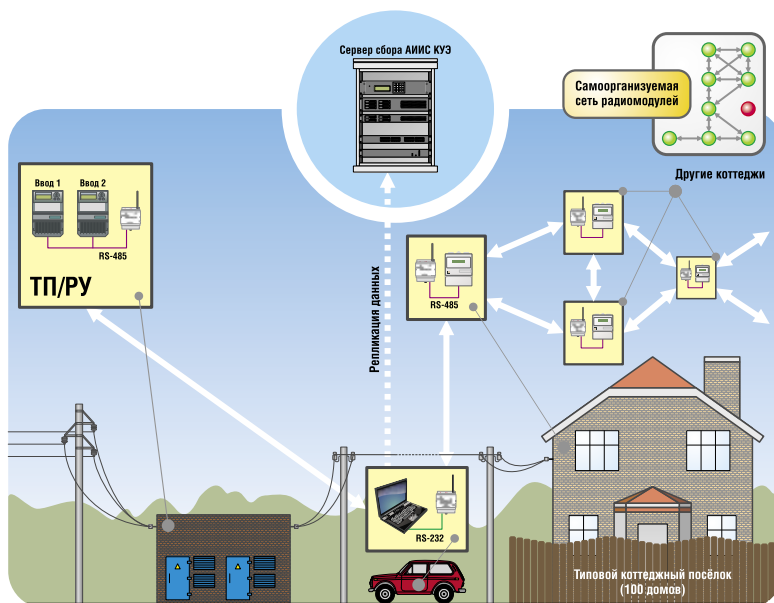 Сервер сбора АИИС КУЭ
Самоорганизуемая
сеть радиомодулей
Другие коттеджи
Ввод 1
Ввод 2
RS-485
ТП/РУ
RS-485
Репликация данных
RS-232
Типовой коттеджный посёлок
(100 домов)